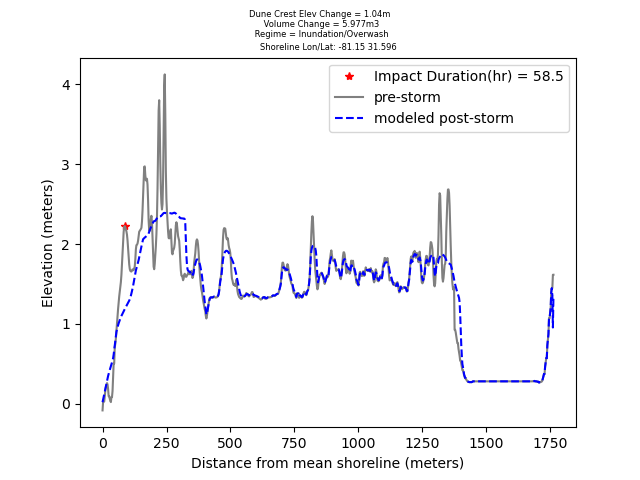 Dune Crest Elev Change = 1.04m
Volume Change = 5.977m3
Regime = Inundation/Overwash
Shoreline Lon/Lat: -81.15 31.596
Impact Duration(hr) = 58.5
pre-storm
modeled post-storm
4
3
2
1
0
Elevation (meters)
0 250 500 750 1000 1250 1500 1750
Distance from mean shoreline (meters)